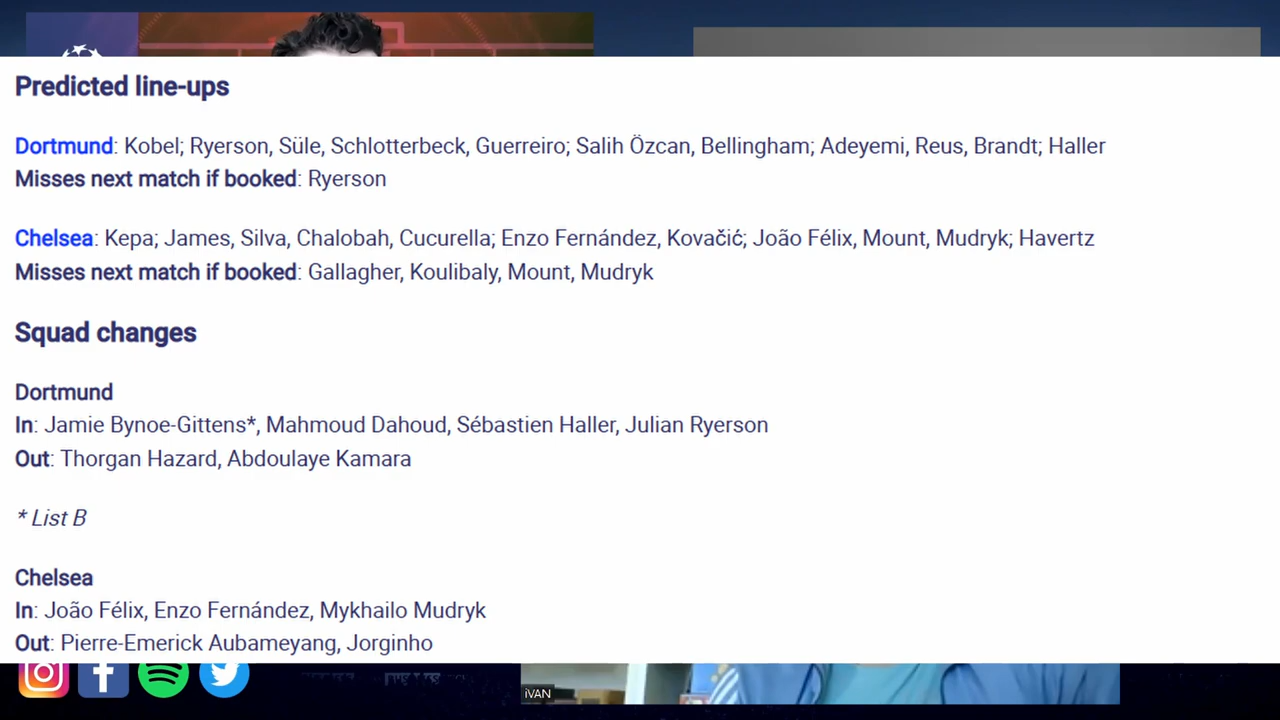 Predicted line-ups
Dortmund: Kobel; Ryerson, Süle, Schlotterbeck, Guerreiro; Salih Özcan, Bellingham; Adeyemi, Reus, Brandt; Haller
Misses next match if booked: Ryerson
Chelsea: Kepa; James, Silva, Chalobah, Cucurella; Enzo Fernández, Kovačić; João Félix, Mount, Mudryk; Havertz
Misses next match if booked: Gallagher, Koulibaly, Mount, Mudryk
Squad changes
Dortmund
In: Jamie Bynoe-Gittens*, Mahmoud Dahoud, Sébastien Haller, Julian Ryerson
Out: Thorgan Hazard, Abdoulaye Kamara
* List B
Chelsea
In: João Félix, Enzo Fernández, Mykhailo Mudryk
Out: Pierre-Emerick Aubameyang, Jorginho
iVAN